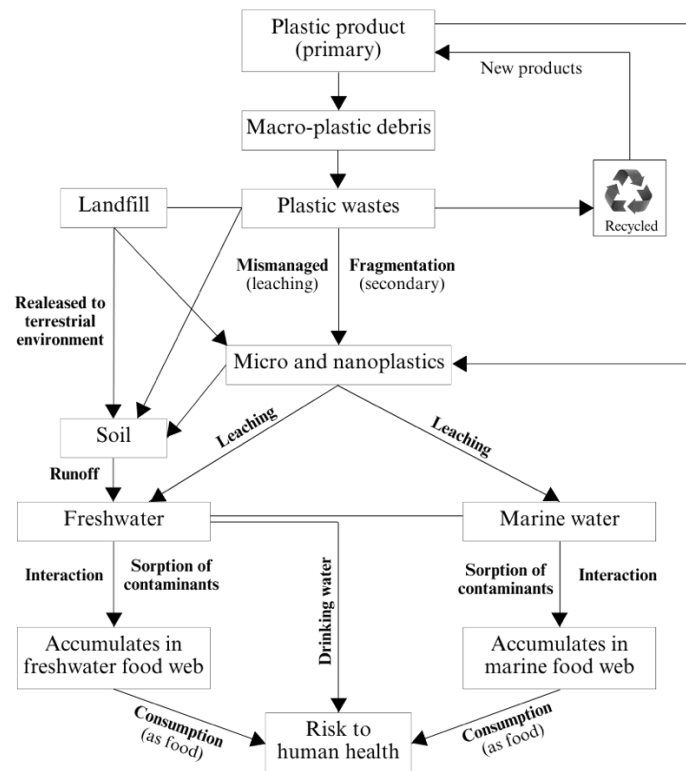 Plastic product
(primary)
New products
Macro-plastic debris
Landfill
Plastic wastes
Recycled
Mismanaged
(leaching)
Fragmentation
(secondary)
Realeased to
terrestrial
environment
Micro and nanoplastics
Soil
Leaching
Leaching
Runoff
Freshwater
Marine water
Interaction
Sorption of
contaminants
Drinking water
Sorption of
contaminants
Interaction
Accumulates in
freshwater food web
Accumulates in
marine food web
Consumption
(as food)
Risk to
human health
Consumption
(as food)